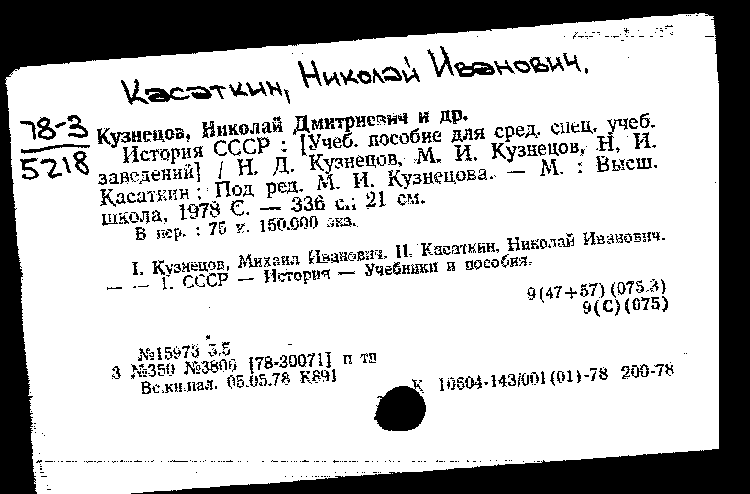 Касаткин, Николай Иванович.
78-3
5218
Кузнецов, Николай Дмитриевич и др.
История СССР : [Учеб. пособие для сред. спец. учеб.
заведений] / Н. Д. Кузнецов, М. И. Кузнецов, Н. И.
Касаткин ; Под ред. М. И. Кузнецова. — М. : Высш.
школа, 1978 С. — 336 с.; 21 см.
В пер. : 75 к. 150.000 экз.
I. Кузнецов, Михаил Иванович. II. Касаткин, Николай Иванович.
— — 1. СССР — История — Учебники и пособия.
9(47+57)(075.3)
9(С)(075)
№15973 3.5
3 №350 №3800 [78-30071] п тп
Вс.кн.пал. 05.05.78 К891
К 10604-143/001(01)-78 200-78